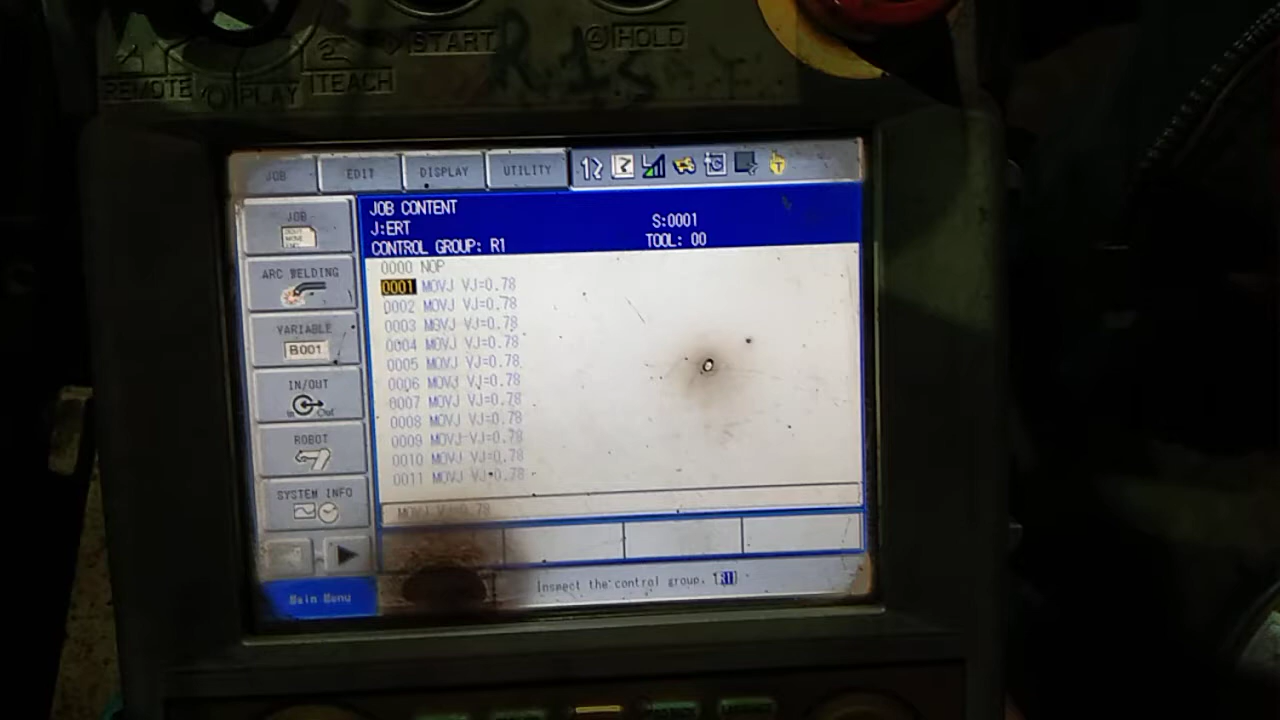 START
HOLD
REMOTE
PLAY
TEACH
JOB
EDIT
DISPLAY
UTILITY
JOB CONTENT
J:ERT
S:0001
CONTROL GROUP: R1
TOOL: 00
JOB
ARC WELDING
VARIABLE
B001
IN/OUT
In Out
ROBOT
SYSTEM INFO
0000 NOP
0001 MOVJ VJ=0.78
0002 MOVJ VJ=0.78
0003 MOVJ VJ=0.78
0004 MOVJ VJ=0.78
0005 MOVJ VJ=0.78
0006 MOVJ VJ=0.78
0007 MOVJ VJ=0.78
0008 MOVJ VJ=0.78
0009 MOVJ VJ=0.78
0010 MOVJ VJ=0.78
0011 MOVJ VJ=0.78
MOVJ VJ=0.78
Main Menu
Inspect the control group.